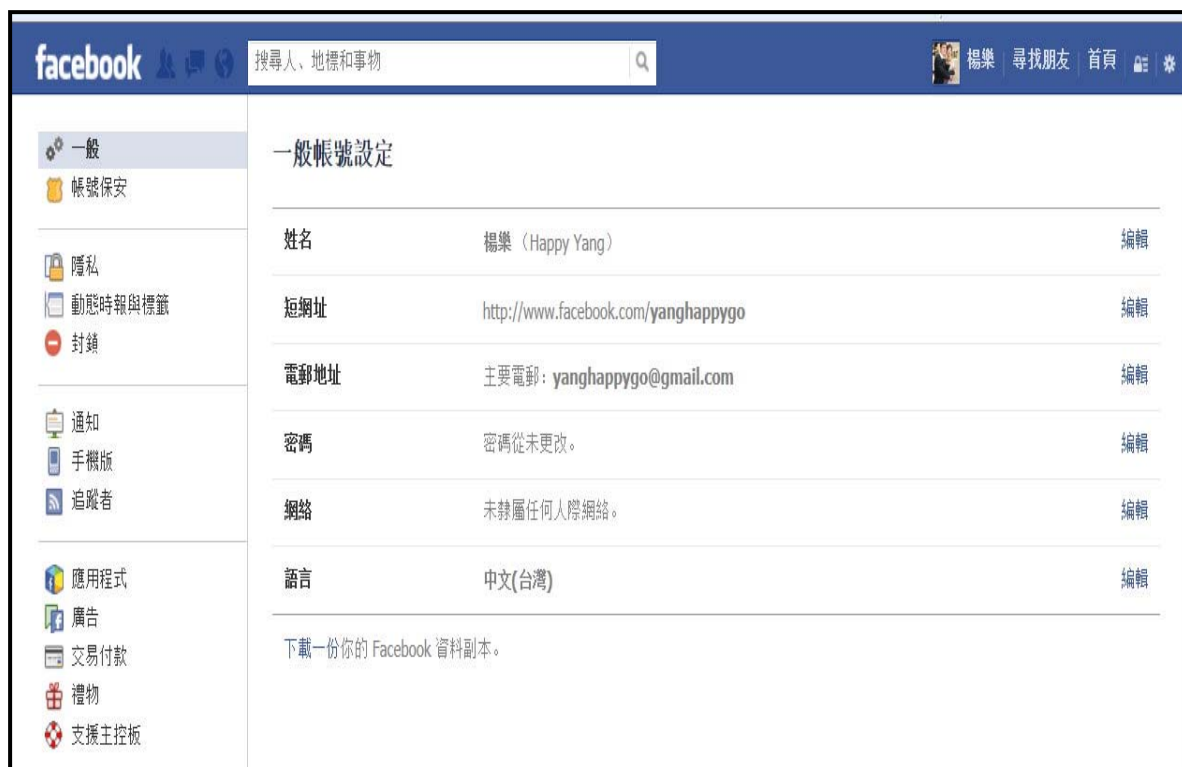 facebook 搜尋人、地標和事物 楊樂 尋找朋友 首頁
一般
帳號保安
隱私
動態時報與標籤
封鎖
通知
手機版
追蹤者
應用程式
廣告
交易付款
禮物
支援主控板
一般帳號設定
姓名 楊樂（Happy Yang） 編輯
短網址 http://www.facebook.com/yanghappygo 編輯
電郵地址 主要電郵：yanghappygo@gmail.com 編輯
密碼 密碼從未更改。 編輯
網絡 未隸屬任何人際網絡。 編輯
語言 中文(台灣) 編輯
下載一份你的 Facebook 資料副本。